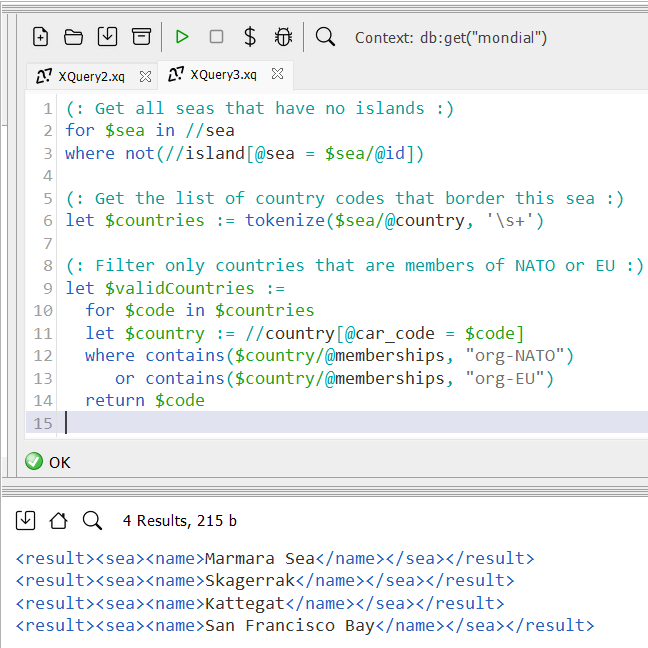 Context: db:get("mondial")
XQuery2.xq XQuery3.xq
1 (: Get all seas that have no islands :)
2 for $sea in //sea
3 where not(//island[@sea = $sea/@id])
4
5 (: Get the list of country codes that border this sea :)
6 let $countries := tokenize($sea/@country, '\s+')
7
8 (: Filter only countries that are members of NATO or EU :)
9 let $validCountries :=
10   for $code in $countries
11   let $country := //country[@car_code = $code]
12   where contains($country/@memberships, "org-NATO")
13      or contains($country/@memberships, "org-EU")
14   return $code
15
OK
4 Results, 215 b
<result><sea><name>Marmara Sea</name></sea></result>
<result><sea><name>Skagerrak</name></sea></result>
<result><sea><name>Kattegat</name></sea></result>
<result><sea><name>San Francisco Bay</name></sea></result>